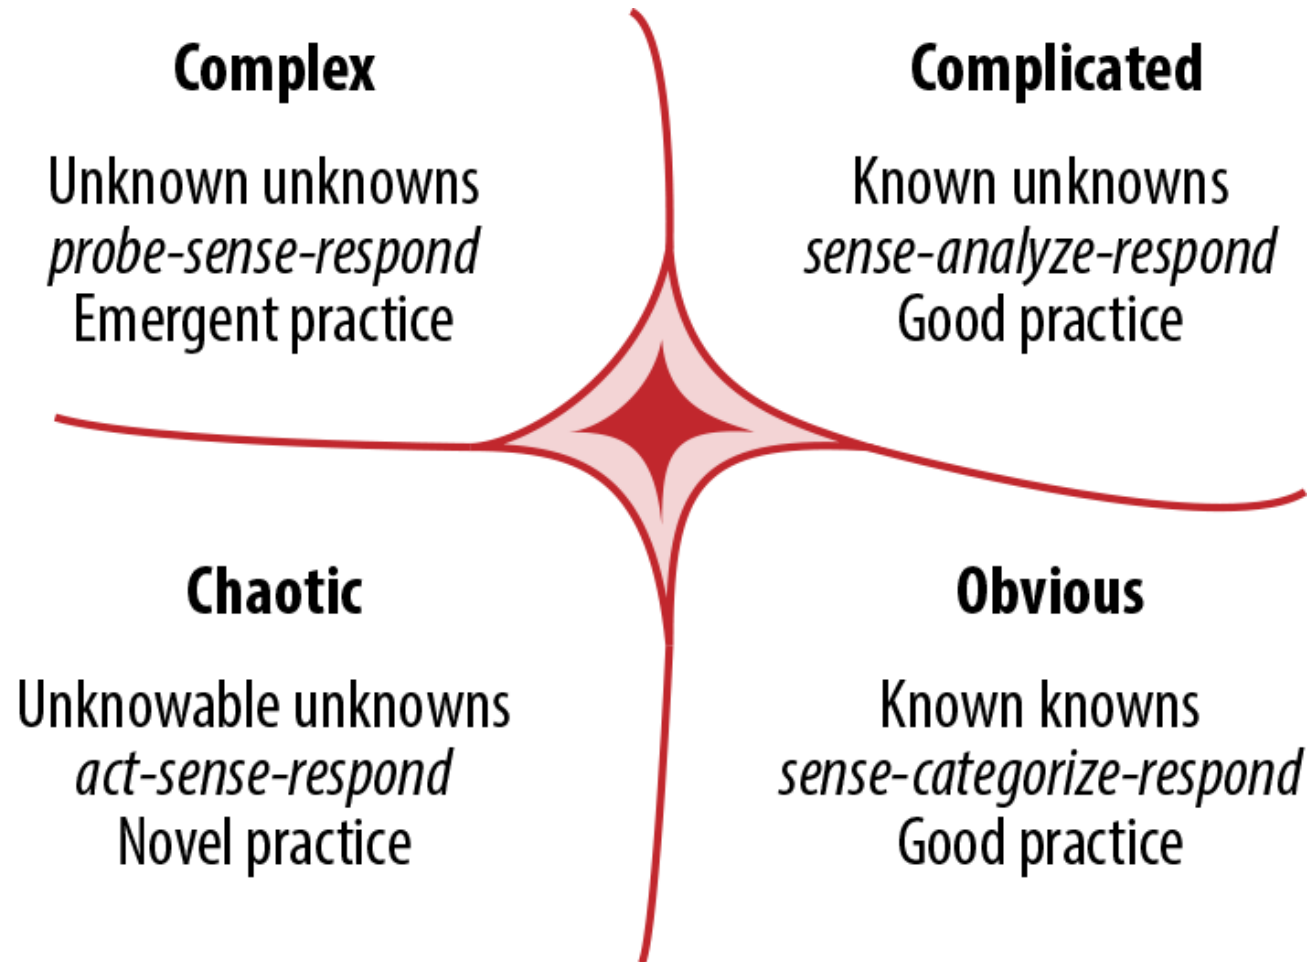 Complex
Unknown unknowns
probe-sense-respond
Emergent practice
Complicated
Known unknowns
sense-analyze-respond
Good practice
Chaotic
Unknowable unknowns
act-sense-respond
Novel practice
Obvious
Known knowns
sense-categorize-respond
Good practice